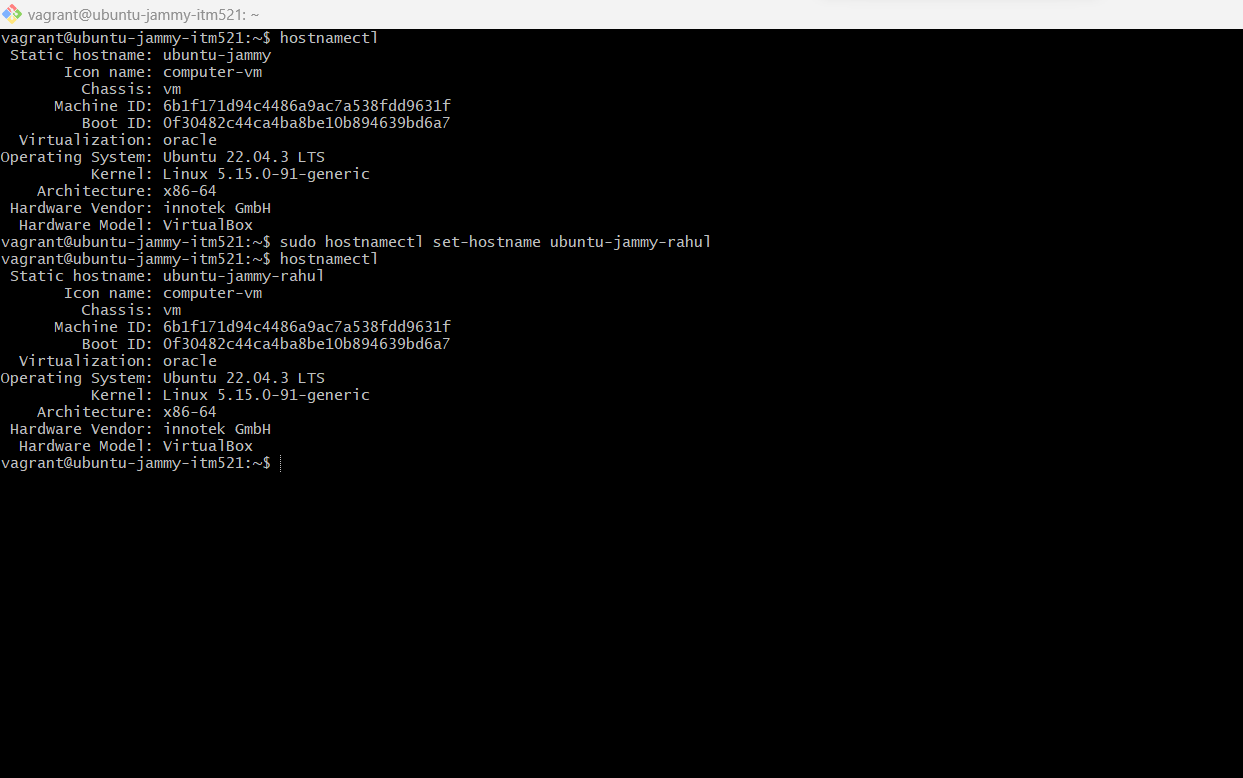 vagrant@ubuntu-jammy-itm521: ~
vagrant@ubuntu-jammy-itm521:~$ hostnamectl
Static hostname: ubuntu-jammy
Icon name: computer-vm
Chassis: vm
Machine ID: 6b1f171d94c4486a9ac7a538fdd9631f
Boot ID: 0f30482c44ca4ba8be10b894639bd6a7
Virtualization: oracle
Operating System: Ubuntu 22.04.3 LTS
Kernel: Linux 5.15.0-91-generic
Architecture: x86-64
Hardware Vendor: innotek GmbH
Hardware Model: VirtualBox
vagrant@ubuntu-jammy-itm521:~$ sudo hostnamectl set-hostname ubuntu-jammy-rahul
vagrant@ubuntu-jammy-itm521:~$ hostnamectl
Static hostname: ubuntu-jammy-rahul
Icon name: computer-vm
Chassis: vm
Machine ID: 6b1f171d94c4486a9ac7a538fdd9631f
Boot ID: 0f30482c44ca4ba8be10b894639bd6a7
Virtualization: oracle
Operating System: Ubuntu 22.04.3 LTS
Kernel: Linux 5.15.0-91-generic
Architecture: x86-64
Hardware Vendor: innotek GmbH
Hardware Model: VirtualBox
vagrant@ubuntu-jammy-itm521:~$